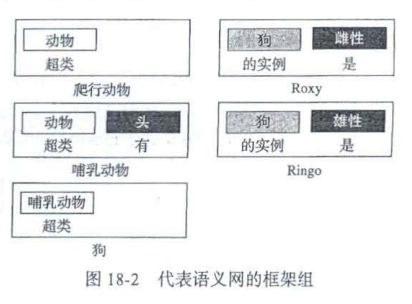 动物
超类
爬行动物
狗 雌性
的实例 是
Roxy
动物 头
超类 有
哺乳动物
狗 雄性
的实例 是
Ringo
哺乳动物
超类
狗
图 18-2 代表语义网的框架组